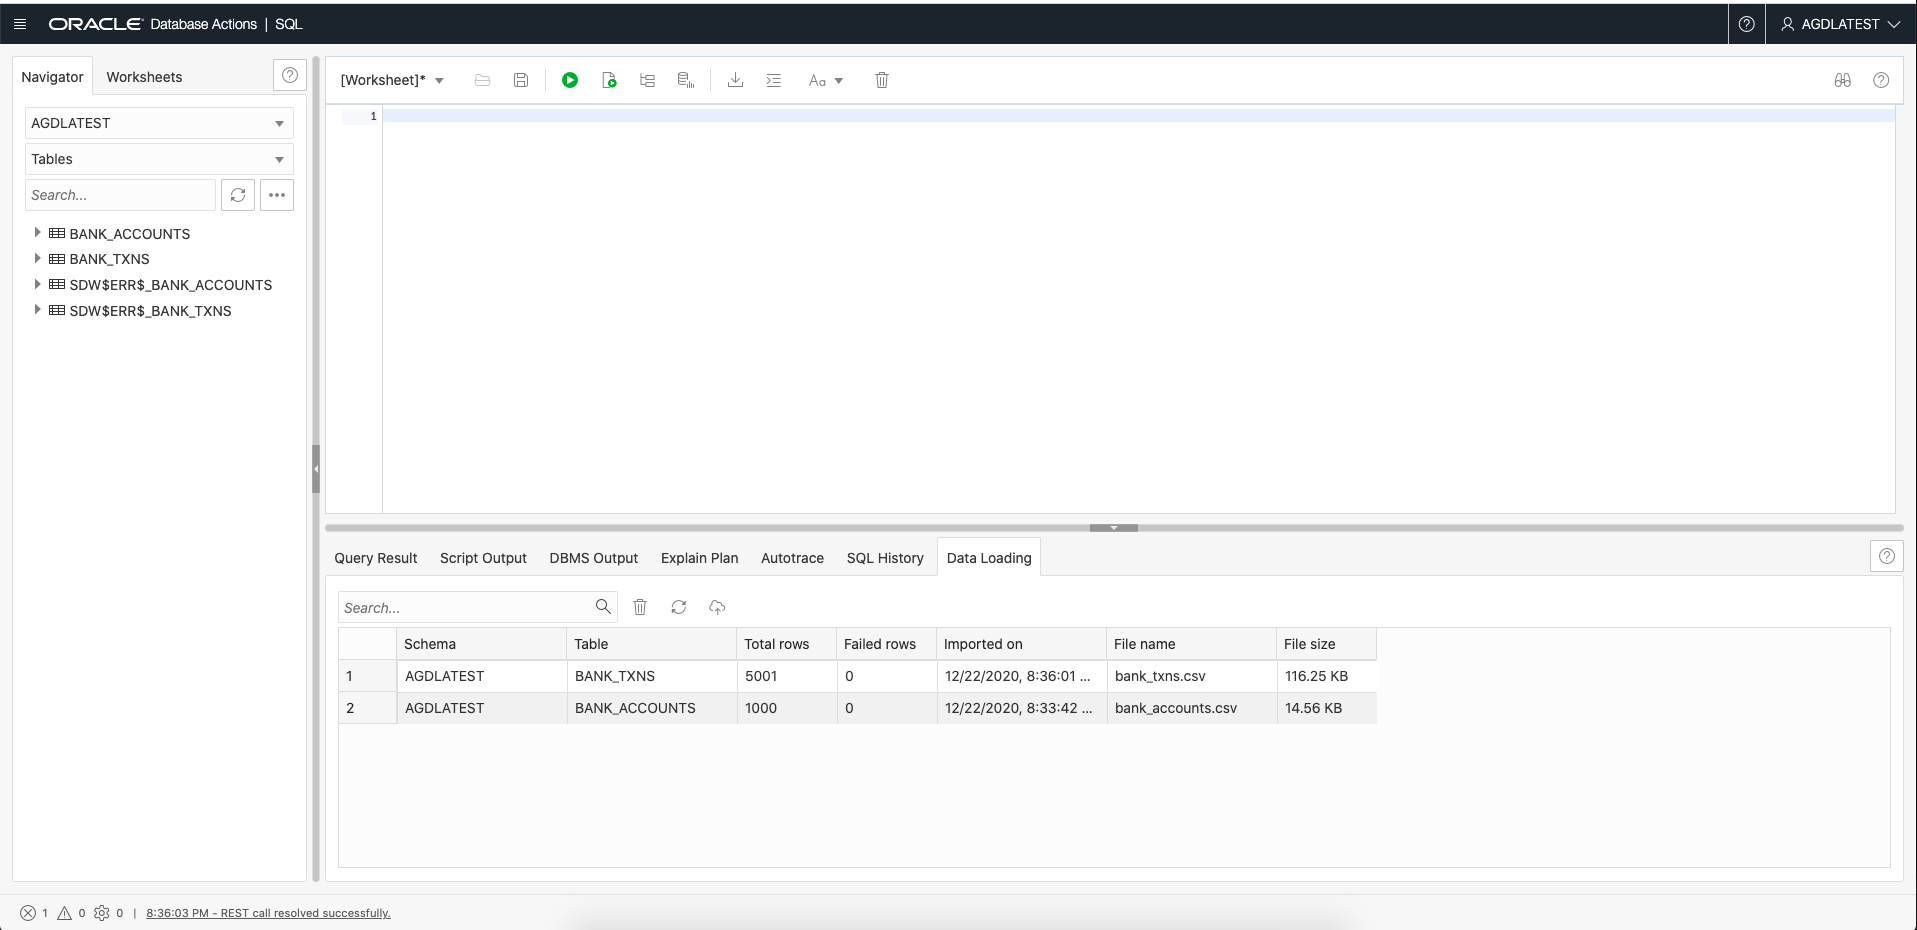 ORACLE Database Actions | SQL
AGDLATEST
Navigator Worksheets
AGDLATEST
Tables
Search...
BANK_ACCOUNTS
BANK_TXNS
SDW$ERR$_BANK_ACCOUNTS
SDW$ERR$_BANK_TXNS
[Worksheet]* Aa
1
Query Result Script Output DBMS Output Explain Plan Autotrace SQL History Data Loading
Search...
Schema Table Total rows Failed rows Imported on File name File size
1 AGDLATEST BANK_TXNS 5001 0 12/22/2020, 8:36:01 ... bank_txns.csv 116.25 KB
2 AGDLATEST BANK_ACCOUNTS 1000 0 12/22/2020, 8:33:42 ... bank_accounts.csv 14.56 KB
1 0 0 | 8:36:03 PM - REST call resolved successfully.